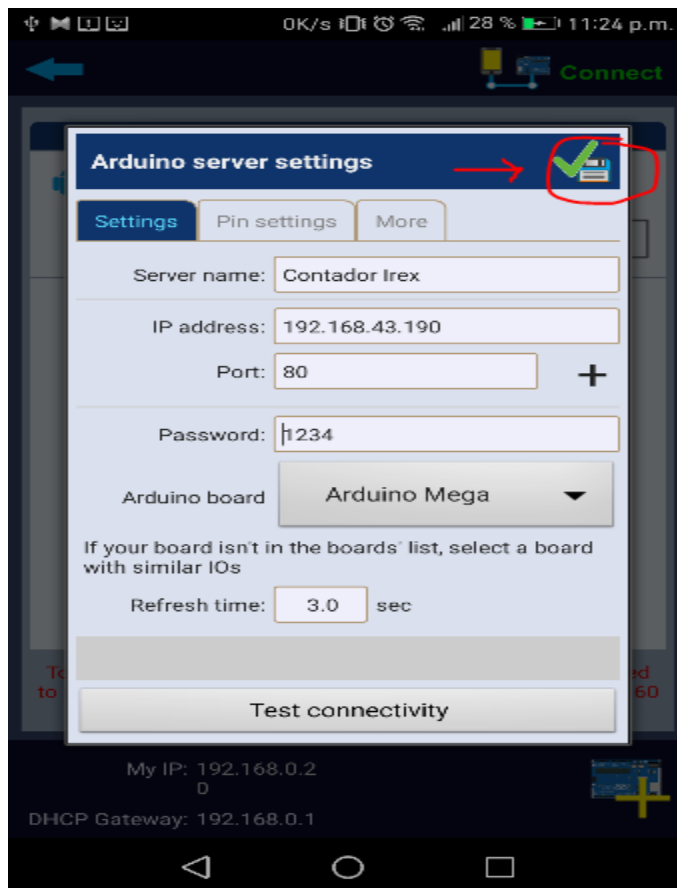 0K/s 28 % 11:24 p.m.
Connect
Arduino server settings
Settings Pin settings More
Server name: Contador Irex
IP address: 192.168.43.190
Port: 80 +
Password: 1234
Arduino board Arduino Mega
If your board isn't in the boards' list, select a board
with similar IOs
Refresh time: 3.0 sec
to 60
Test connectivity
My IP: 192.168.0.2
0
DHCP Gateway: 192.168.0.1